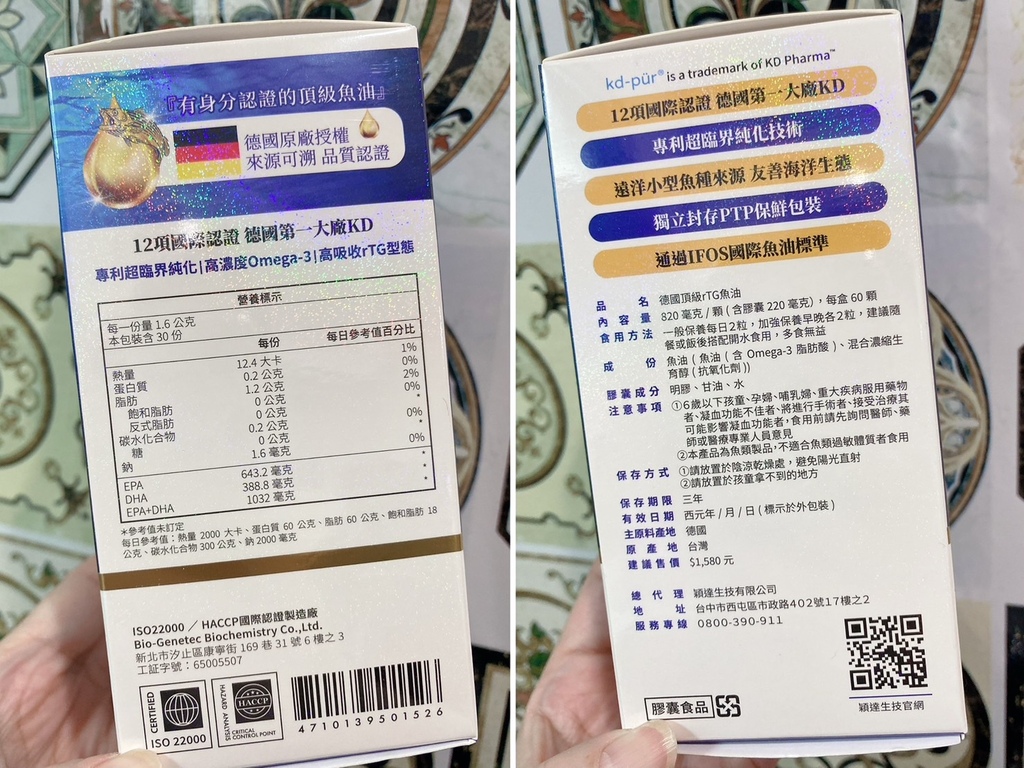 『有身分認證的頂級魚油』
德國原廠授權
來源可溯 品質認證
12項國際認證 德國第一大廠KD
專利超臨界純化|高濃度Omega-3|高吸收rTG型態
營養標示
每一份量 1.6 公克
本包裝含 30 份
每份 每日參考值百分比
熱量 12.4 大卡 1%
蛋白質 0.2 公克 0%
脂肪 1.2 公克 2%
飽和脂肪 0 公克 0%
反式脂肪 0 公克 *
碳水化合物 0.2 公克 0%
糖 0 公克 *
鈉 1.6 毫克 0%
EPA 643.2 毫克 *
DHA 388.8 毫克 *
EPA+DHA 1032 毫克 *
*參考值未訂定
每日參考值：熱量 2000 大卡、蛋白質 60 公克、脂肪 60 公克、飽和脂肪 18
公克、碳水化合物 300 公克、鈉 2000 毫克
ISO22000 / HACCP國際認證製造廠
Bio-Genetec Biochemistry Co.,Ltd.
新北市汐止區康寧街 169 巷 31 號 6 樓之 3
工証字號：65005507
CERTIFIED
ISO 22000
HACCP
HAZARD ANALYSIS
CRITICAL
CONTROL POINT
4710139501526
kd-pür® is a trademark of KD Pharma™
12項國際認證 德國第一大廠KD
專利超臨界純化技術
遠洋小型魚種來源 友善海洋生態
獨立封存PTP保鮮包裝
通過IFOS國際魚油標準
品名 德國頂級rTG魚油
內容量 820 毫克 / 顆 ( 含膠囊 220 毫克 )，每盒 60 顆
食用方法 一般保養每日2粒，加強保養早晚各2粒，建議隨
餐或飯後搭配開水食用，多食無益
成份 魚油 ( 魚油 ( 含 Omega-3 脂肪酸 )、混合濃縮生
育醇 ( 抗氧化劑 ))
膠囊成分 明膠、甘油、水
注意事項 ①6歲以下孩童、孕婦、哺乳婦、重大疾病服用藥物
者、凝血功能不佳者、將進行手術者、接受治療其
可能影響凝血功能者，食用前請先詢問醫師、藥
師或醫療專業人員意見
②本產品為魚類製品，不適合魚類過敏體質者食用
保存方式 ①請放置於陰涼乾燥處，避免陽光直射
②請放置於孩童拿不到的地方
保存期限 三年
有效日期 西元年 / 月 / 日 ( 標示於外包裝 )
主原料產地 德國
原產地 台灣
建議售價 $1,580 元
總代理 穎達生技有限公司
地址 台中市西屯區市政路402號17樓之2
服務專線 0800-390-911
膠囊食品
穎達生技官網